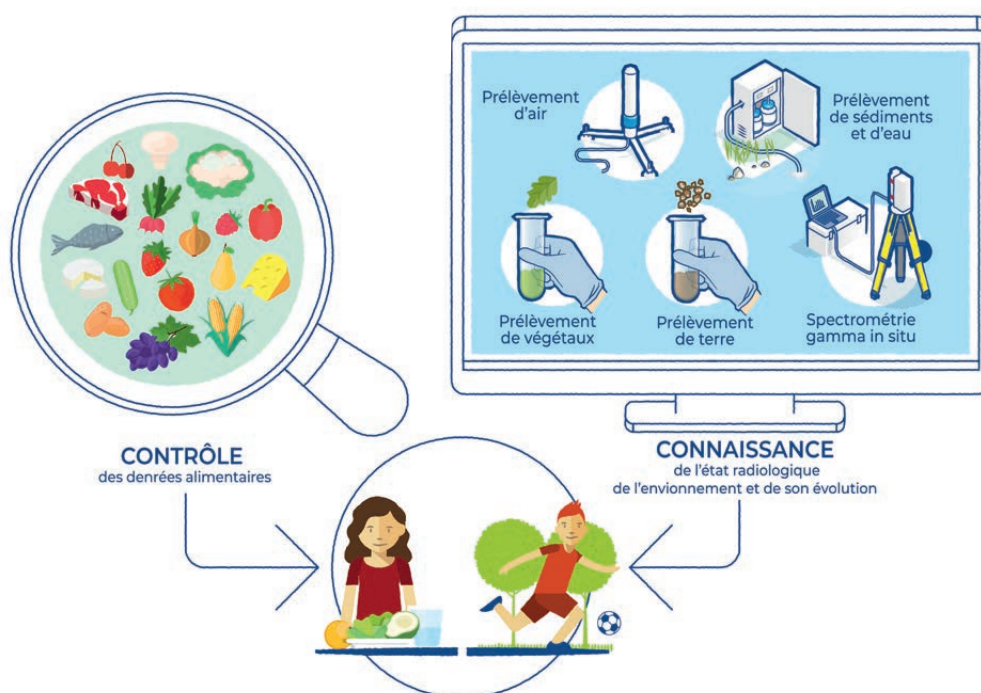 Prélèvement
d'air
Prélèvement
de sédiments
et d'eau
Prélèvement
de végétaux
Prélèvement
de terre
Spectrométrie
gamma in situ
CONTRÔLE
des denrées alimentaires
CONNAISSANCE
de l'état radiologique
de l'envionnement et de son évolution